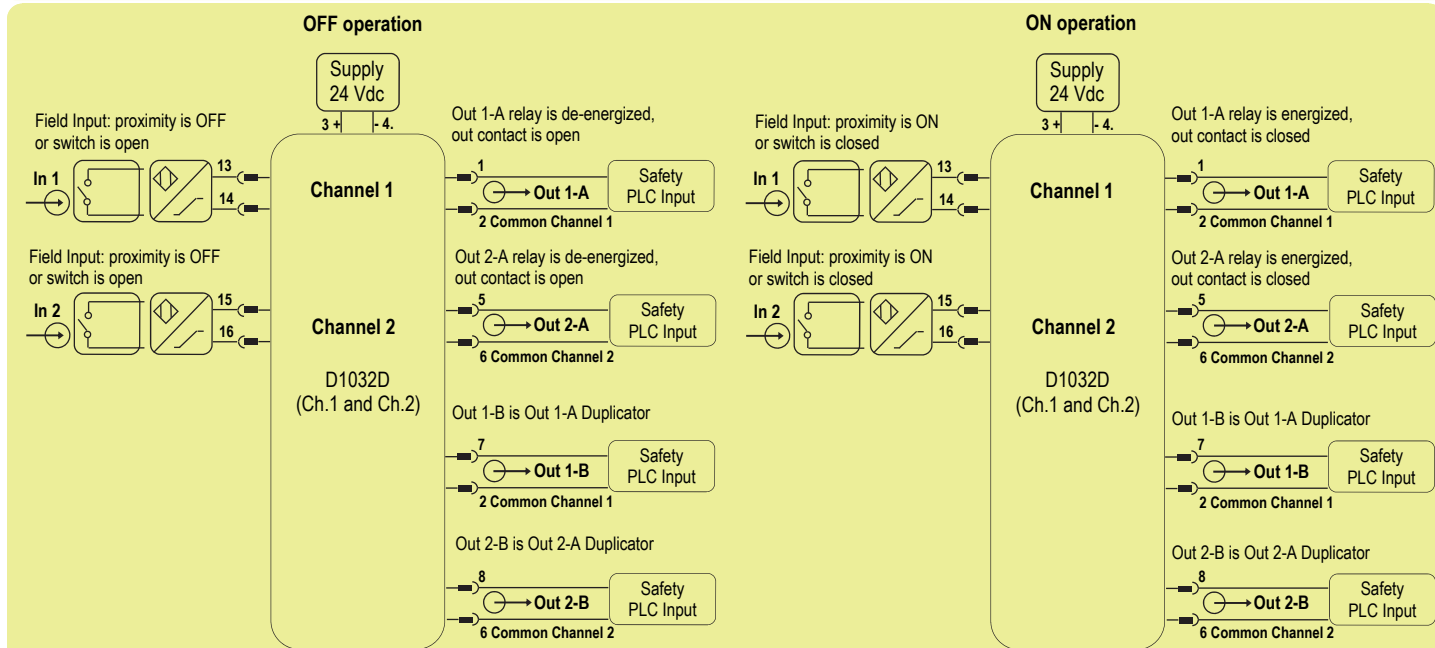 OFF operation
Supply
24 Vdc
3 +
- 4.
Field Input: proximity is OFF
or switch is open
In 1
13
14
Channel 1
Out 1-A relay is de-energized,
out contact is open
1
Out 1-A
2 Common Channel 1
Safety
PLC Input
Field Input: proximity is OFF
or switch is open
In 2
15
16
Channel 2
D1032D
(Ch.1 and Ch.2)
Out 2-A relay is de-energized,
out contact is open
5
Out 2-A
6 Common Channel 2
Safety
PLC Input
Out 1-B is Out 1-A Duplicator
7
Out 1-B
2 Common Channel 1
Safety
PLC Input
Out 2-B is Out 2-A Duplicator
8
Out 2-B
6 Common Channel 2
Safety
PLC Input
ON operation
Supply
24 Vdc
3 +
- 4.
Field Input: proximity is ON
or switch is closed
In 1
13
14
Channel 1
Out 1-A relay is energized,
out contact is closed
1
Out 1-A
2 Common Channel 1
Safety
PLC Input
Field Input: proximity is ON
or switch is closed
In 2
15
16
Channel 2
D1032D
(Ch.1 and Ch.2)
Out 2-A relay is energized,
out contact is closed
5
Out 2-A
6 Common Channel 2
Safety
PLC Input
Out 1-B is Out 1-A Duplicator
7
Out 1-B
2 Common Channel 1
Safety
PLC Input
Out 2-B is Out 2-A Duplicator
8
Out 2-B
6 Common Channel 2
Safety
PLC Input